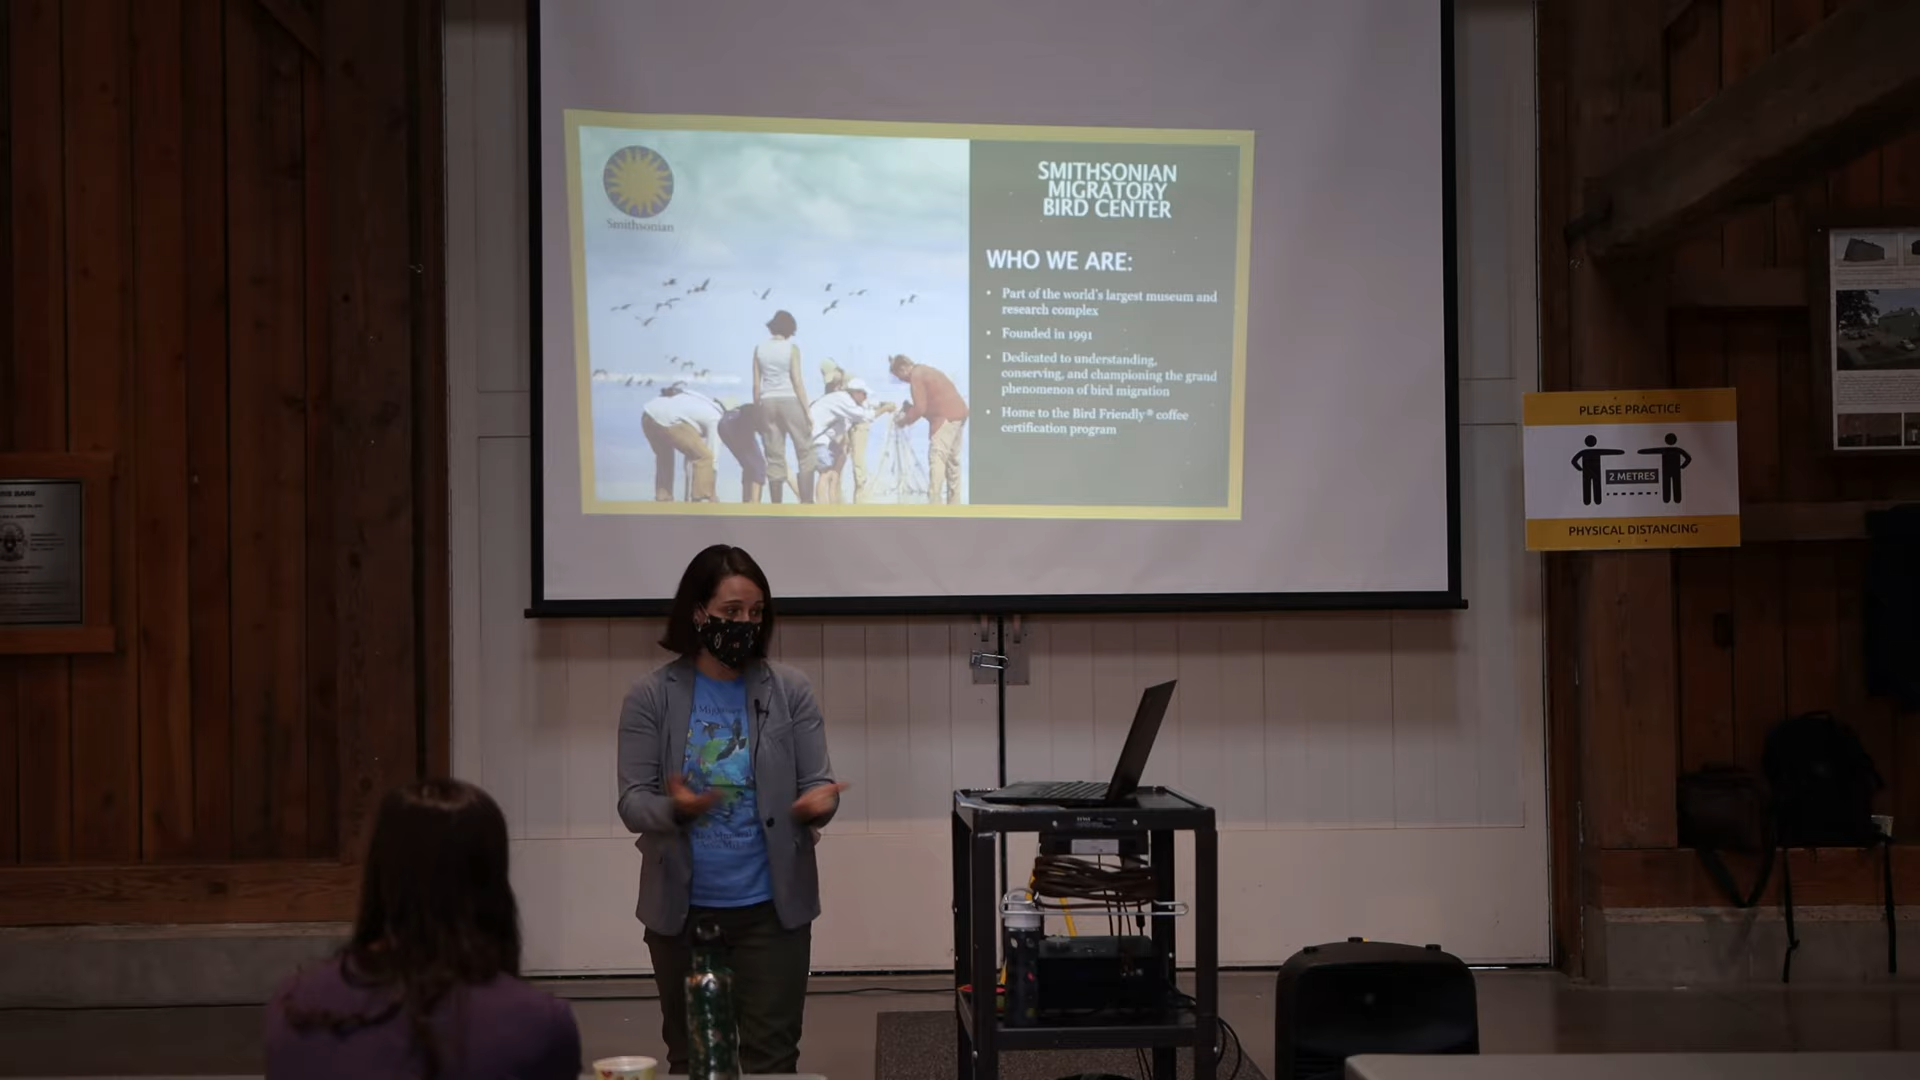 Smithsonian
SMITHSONIAN
MIGRATORY
BIRD CENTER
WHO WE ARE:
• Part of the world's largest museum and
research complex
• Founded in 1991
• Dedicated to understanding,
conserving, and championing the grand
phenomenon of bird migration
• Home to the Bird Friendly® coffee
certification program
PLEASE PRACTICE
2 METRES
PHYSICAL DISTANCING